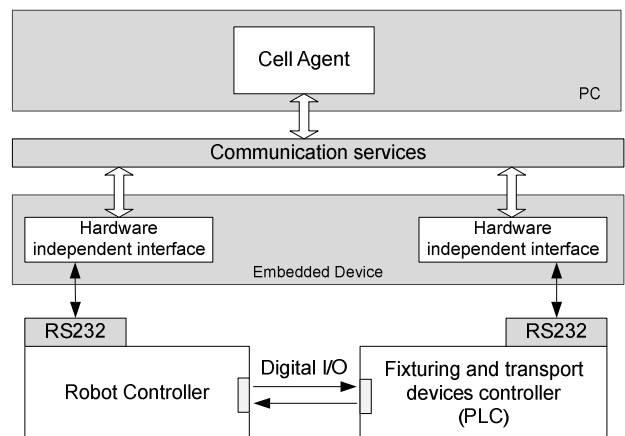 Cell Agent
PC
Communication services
Hardware
independent interface
Hardware
independent interface
Embedded Device
RS232
RS232
Robot Controller
Digital I/O
Fixturing and transport
devices controller
(PLC)